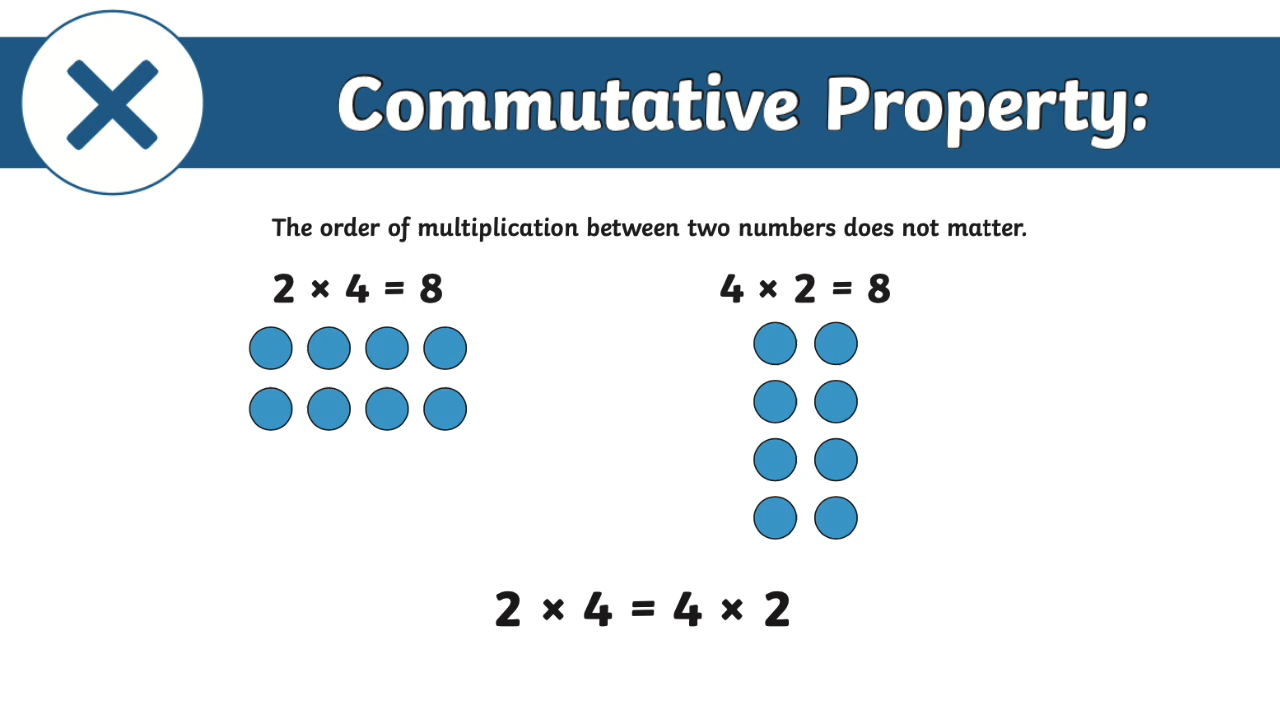 Commutative Property:
The order of multiplication between two numbers does not matter.
2 × 4 = 8
4 × 2 = 8
2 × 4 = 4 × 2